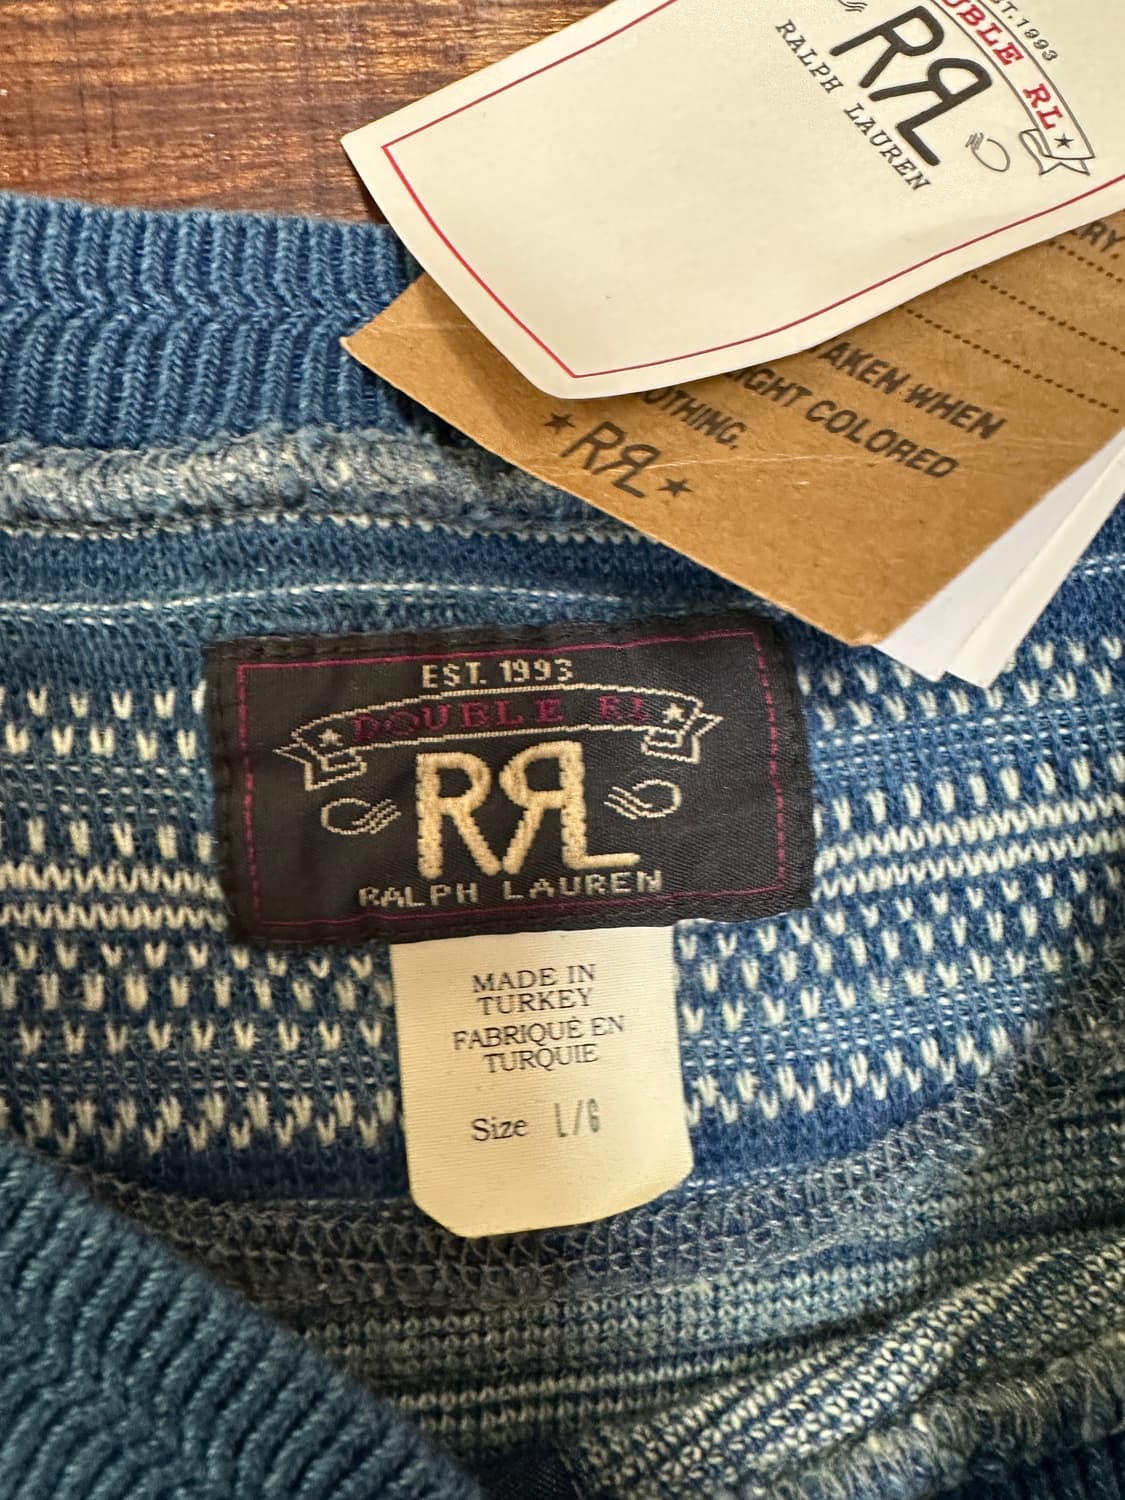 EST. 1993
DOUBLE RL
RRL
RALPH LAUREN
AKEN WHEN
IGHT COLORED
OTHING.
RRL
EST. 1993
DOUBLE RL
RRL
RALPH LAUREN
MADE IN
TURKEY
FABRIQUÉ EN
TURQUIE
Size L/G